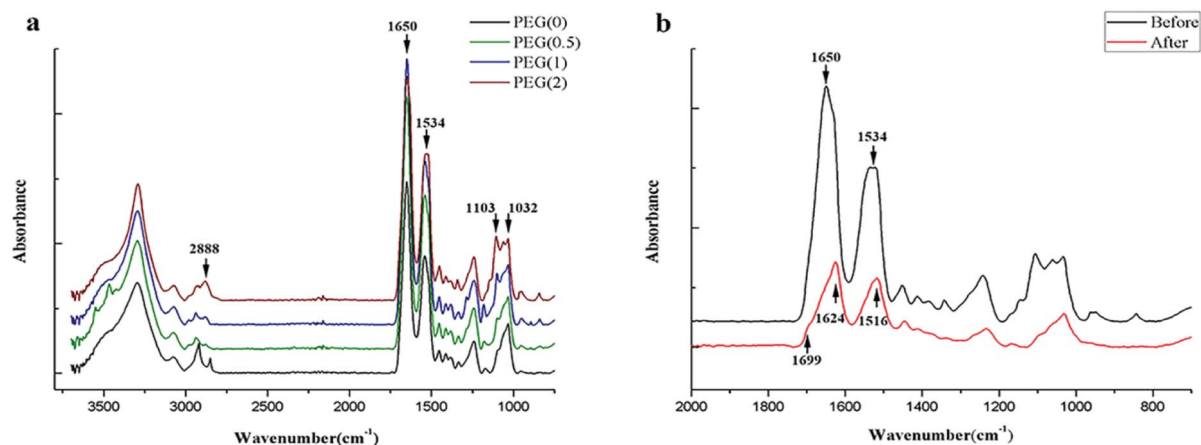 a
1650
PEG(0)
PEG(0.5)
PEG(1)
PEG(2)
1534
1103
1032
2888
Absorbance
3500
3000
2500
2000
1500
1000
Wavenumber(cm-1)
b
Before
After
1650
1534
1624
1516
1699
Absorbance
2000
1800
1600
1400
1200
1000
800
Wavenumber(cm-1)